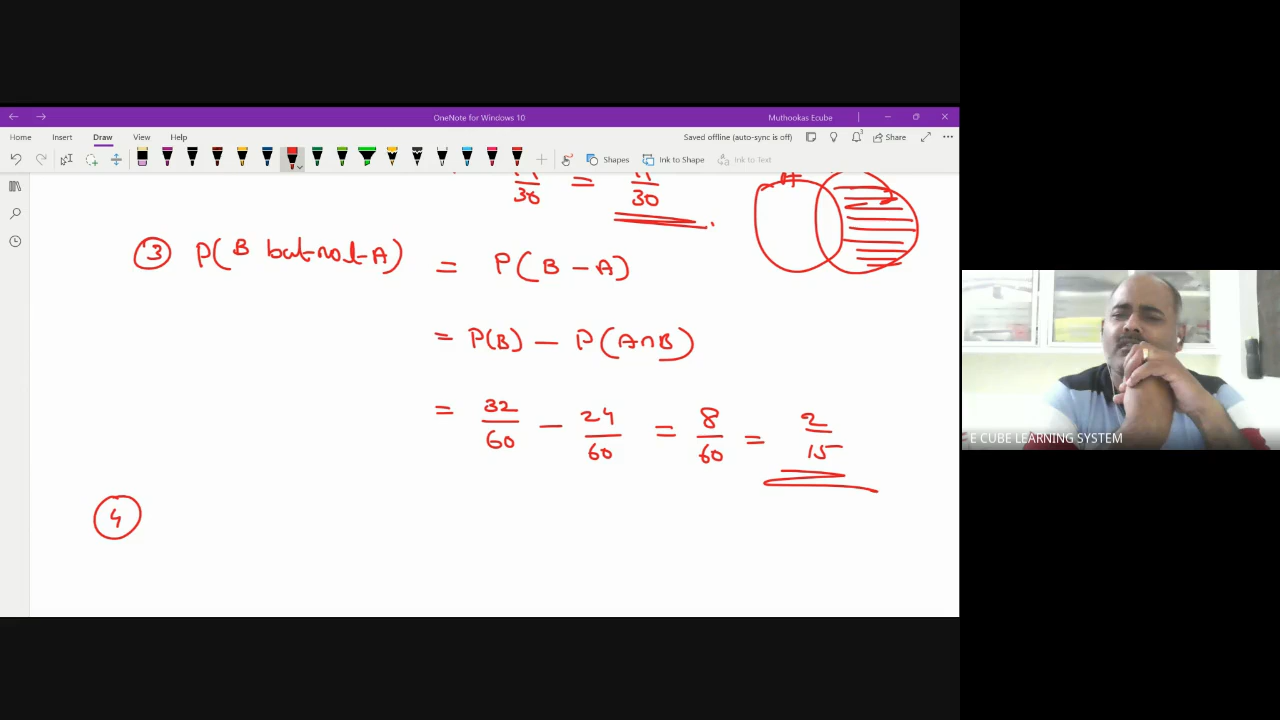 OneNote for Windows 10
Muthookas Ecube
Home Insert Draw View Help
Saved offline (auto-sync is off)
Share
Shapes
Ink to Shape
Ink to Text
11/30 = 11/30
A
③ P(B but not A) = P(B - A)
= P(B) - P(A∩B)
= 32/60 - 24/60 = 8/60 = 2/15
④
E CUBE LEARNING SYSTEM